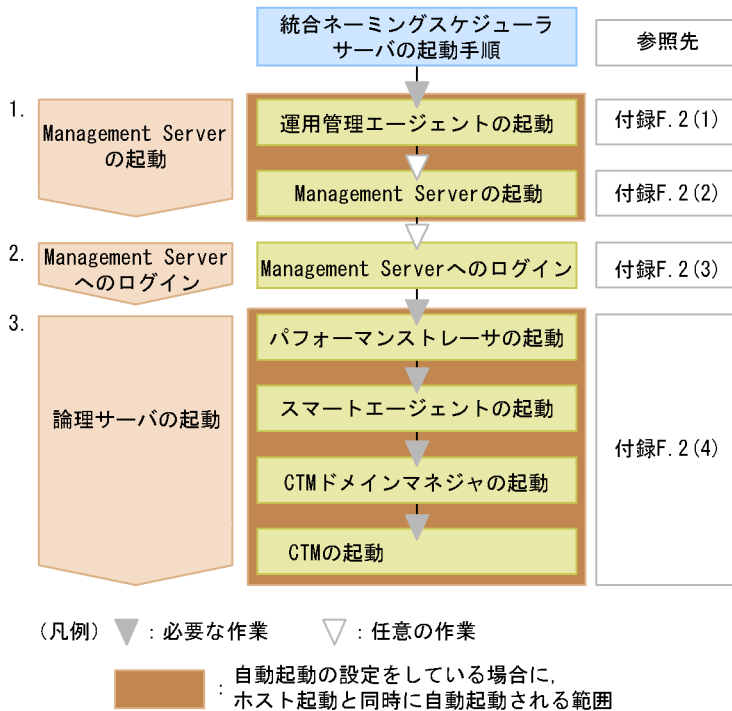 統合ネーミングスケジューラ
サーバの起動手順
参照先
1.
Management Server
の起動
運用管理エージェントの起動
付録F.2(1)
Management Serverの起動
付録F.2(2)
2.
Management Server
へのログイン
Management Serverへのログイン
付録F.2(3)
3.
論理サーバの起動
パフォーマンストレーサの起動
スマートエージェントの起動
CTMドメインマネジャの起動
CTMの起動
付録F.2(4)
(凡例) ▼:必要な作業 ▽:任意の作業
:自動起動の設定をしている場合に,
ホスト起動と同時に自動起動される範囲